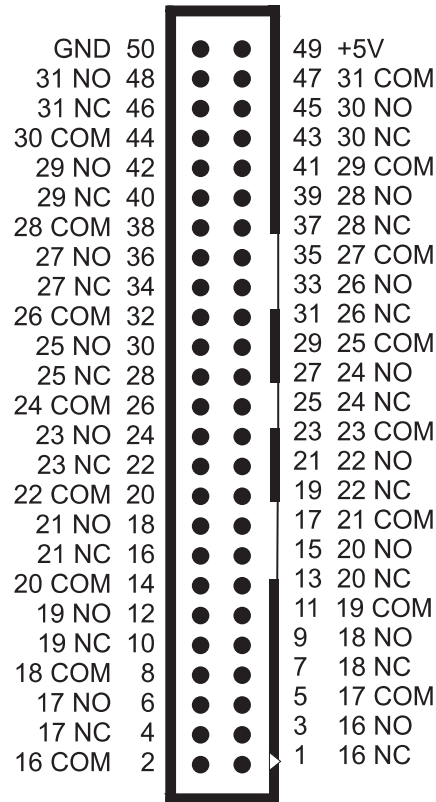 GND 50 49 +5V
31 NO 48 47 31 COM
31 NC 46 45 30 NO
30 COM 44 43 30 NC
29 NO 42 41 29 COM
29 NC 40 39 28 NO
28 COM 38 37 28 NC
27 NO 36 35 27 COM
27 NC 34 33 26 NO
26 COM 32 31 26 NC
25 NO 30 29 25 COM
25 NC 28 27 24 NO
24 COM 26 25 24 NC
23 NO 24 23 23 COM
23 NC 22 21 22 NO
22 COM 20 19 22 NC
21 NO 18 17 21 COM
21 NC 16 15 20 NO
20 COM 14 13 20 NC
19 NO 12 11 19 COM
19 NC 10 9 18 NO
18 COM 8 7 18 NC
17 NO 6 5 17 COM
17 NC 4 3 16 NO
16 COM 2 1 16 NC